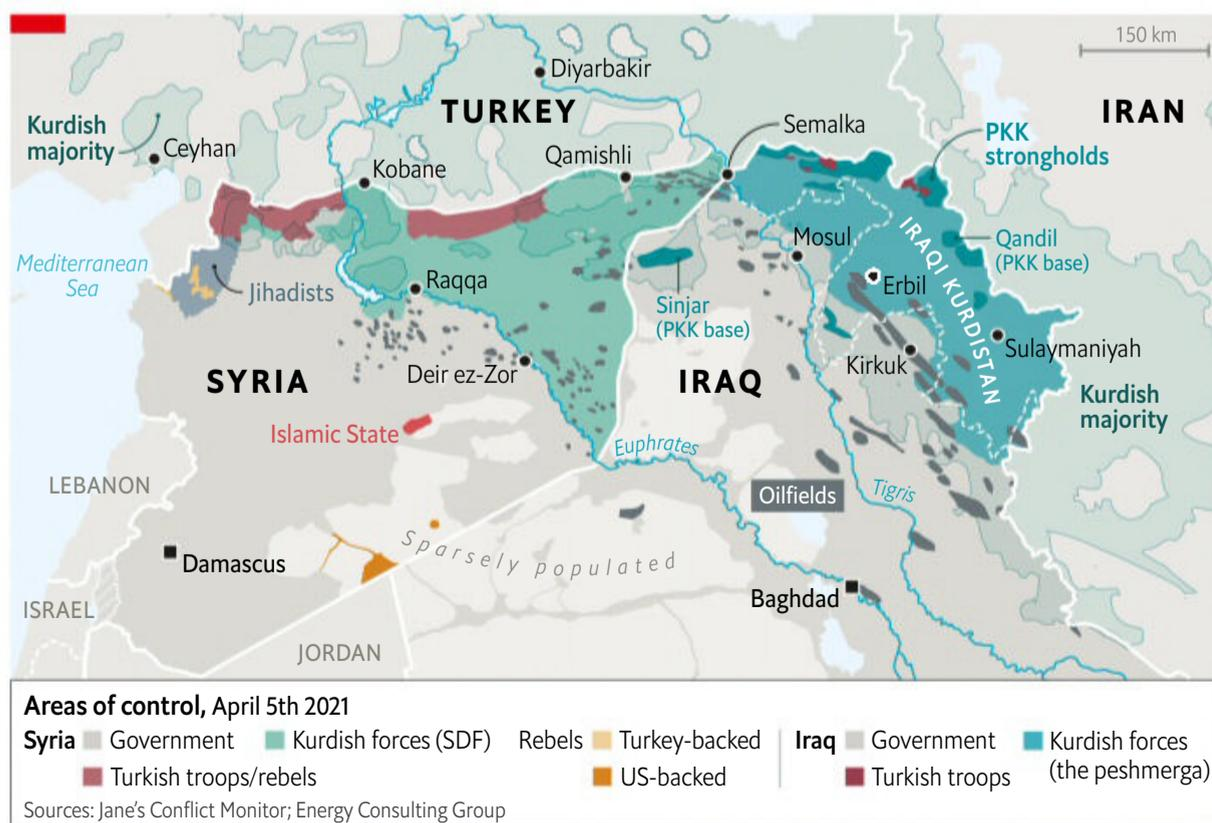 150 km
Diyarbakir
TURKEY
IRAN
Kurdish
majority
Ceyhan
Semalka
PKK
strongholds
Kobane
Qamishli
Mediterranean
Sea
Jihadists
Raqqa
Mosul
Erbil
IRAQI KURDISTAN
Qandil
(PKK base)
Sinjar
(PKK base)
SYRIA
Deir ez-Zor
IRAQ
Kirkuk
Sulaymaniyah
Kurdish
majority
Islamic State
Euphrates
LEBANON
Oilfields
Tigris
Sparsely populated
Damascus
Baghdad
ISRAEL
JORDAN
Areas of control, April 5th 2021
Syria Government Kurdish forces (SDF) Rebels Turkey-backed Iraq Government Kurdish forces
Turkish troops/rebels US-backed Turkish troops (the peshmerga)
Sources: Jane's Conflict Monitor; Energy Consulting Group